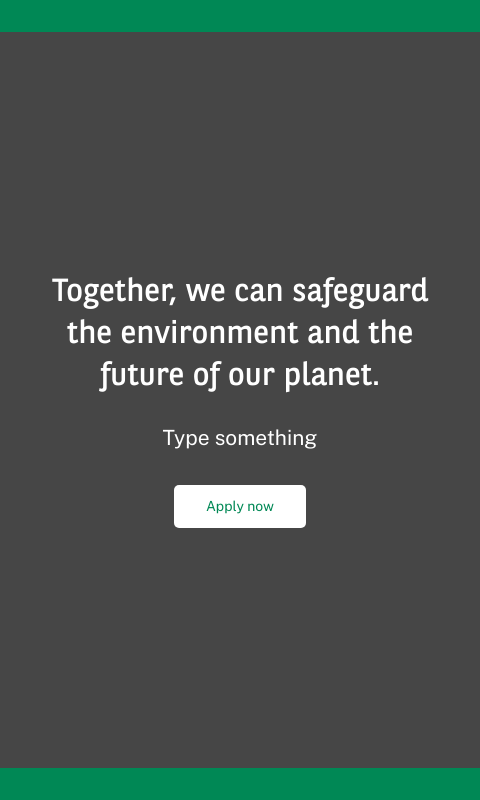 Together, we can safeguard
the environment and the
future of our planet.
Type something
Apply now